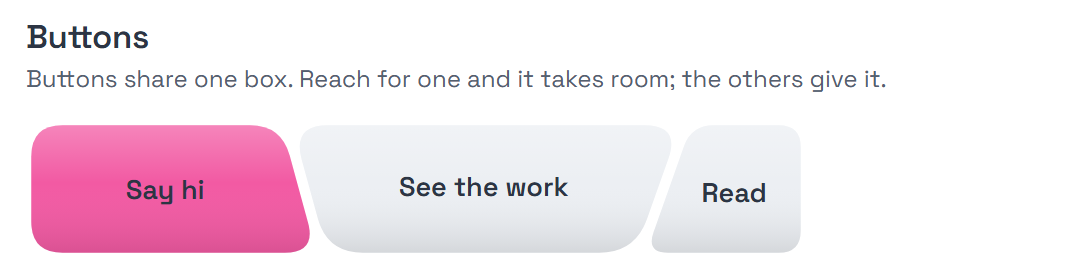 Buttons
Buttons share one box. Reach for one and it takes room; the others give it.
Say hi
See the work
Read